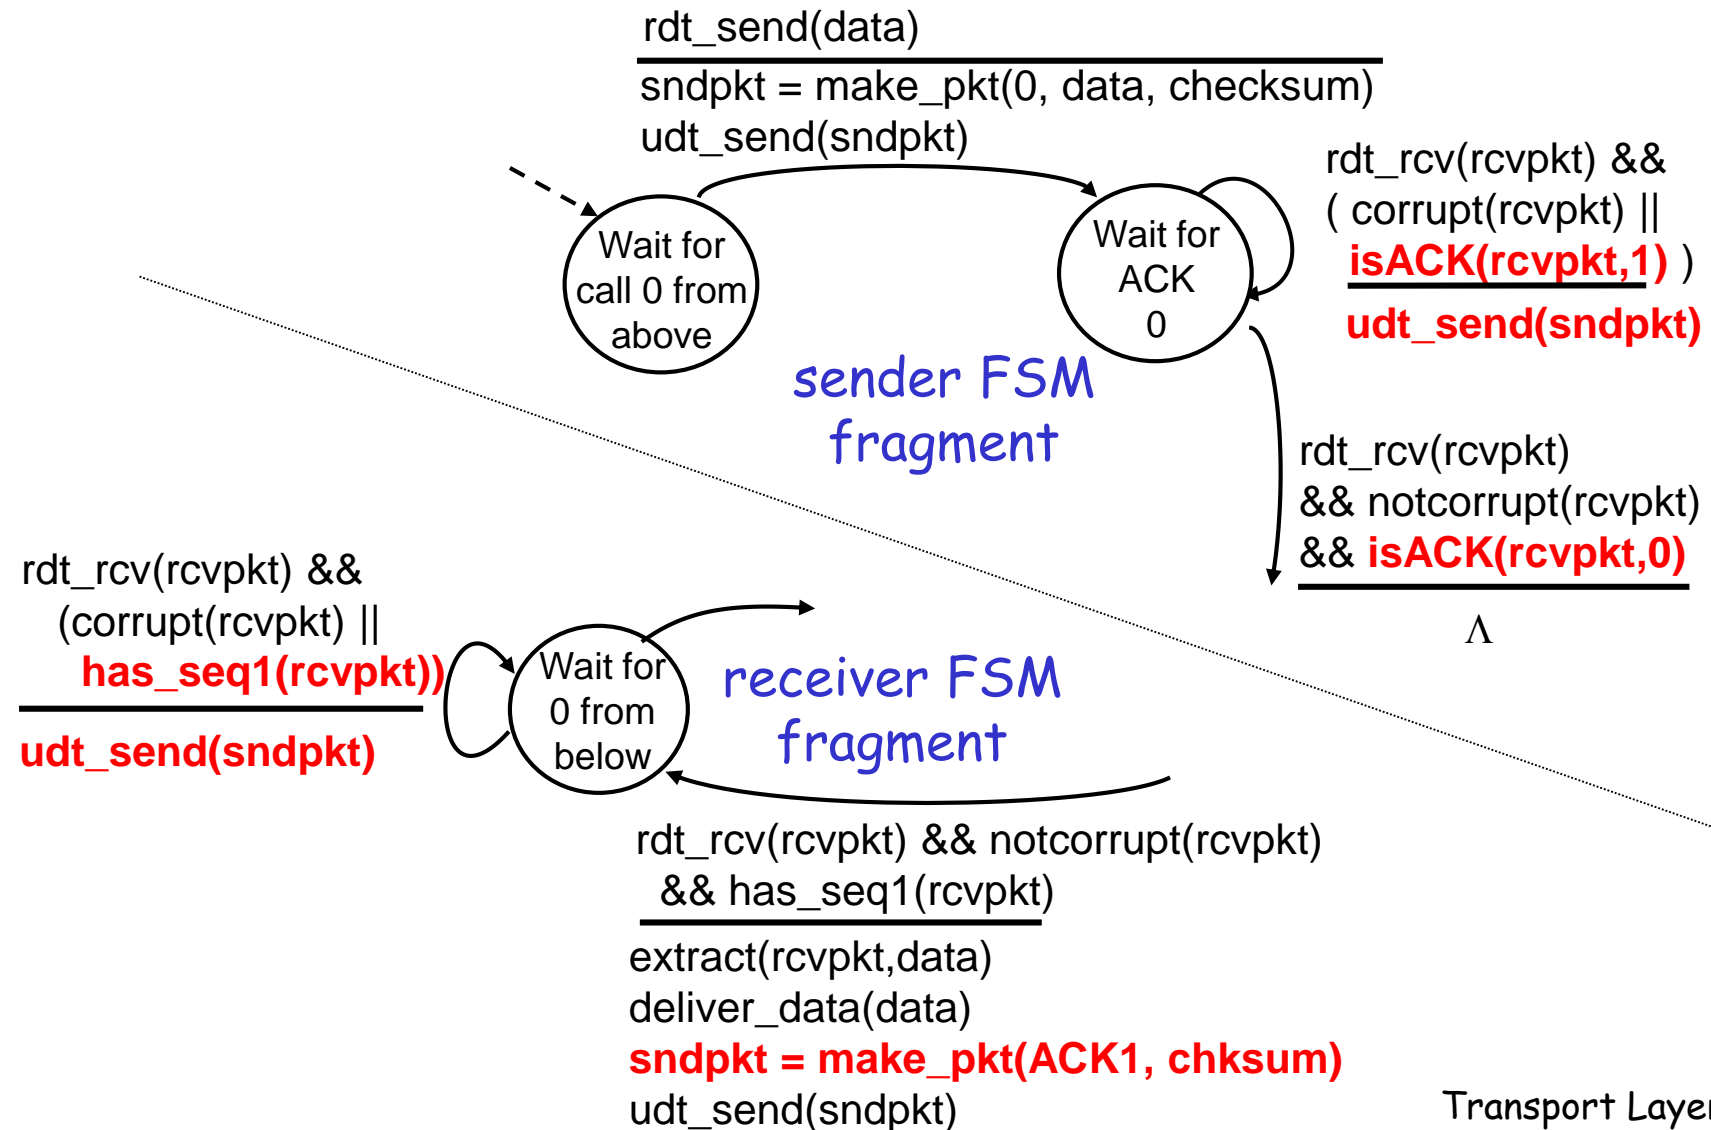 rdt_send(data)
sndpkt = make_pkt(0, data, checksum)
udt_send(sndpkt)
Wait for
call 0 from
above
Wait for
ACK
0
rdt_rcv(rcvpkt) &&
( corrupt(rcvpkt) ||
isACK(rcvpkt,1) )
udt_send(sndpkt)
sender FSM
fragment
rdt_rcv(rcvpkt)
&& notcorrupt(rcvpkt)
&& isACK(rcvpkt,0)
Λ
rdt_rcv(rcvpkt) &&
(corrupt(rcvpkt) ||
has_seq1(rcvpkt))
udt_send(sndpkt)
Wait for
0 from
below
receiver FSM
fragment
rdt_rcv(rcvpkt) && notcorrupt(rcvpkt)
&& has_seq1(rcvpkt)
extract(rcvpkt,data)
deliver_data(data)
sndpkt = make_pkt(ACK1, chksum)
udt_send(sndpkt)
Transport Layer